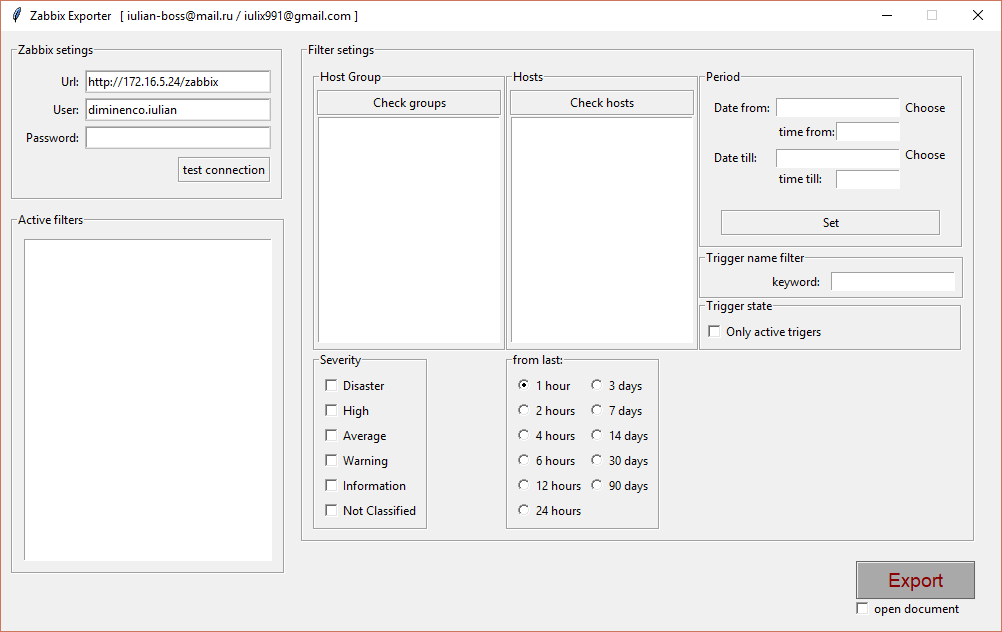 Zabbix Exporter [ iulian-boss@mail.ru / iulix991@gmail.com ]
Zabbix setings
Url: http://172.16.5.24/zabbix
User: diminenco.iulian
Password:
test connection
Active filters
Filter setings
Host Group
Check groups
Hosts
Check hosts
Period
Date from: Choose
time from:
Date till: Choose
time till:
Set
Trigger name filter
keyword:
Trigger state
Only active trigers
Severity
Disaster
High
Average
Warning
Information
Not Classified
from last:
1 hour 3 days
2 hours 7 days
4 hours 14 days
6 hours 30 days
12 hours 90 days
24 hours
Export
open document